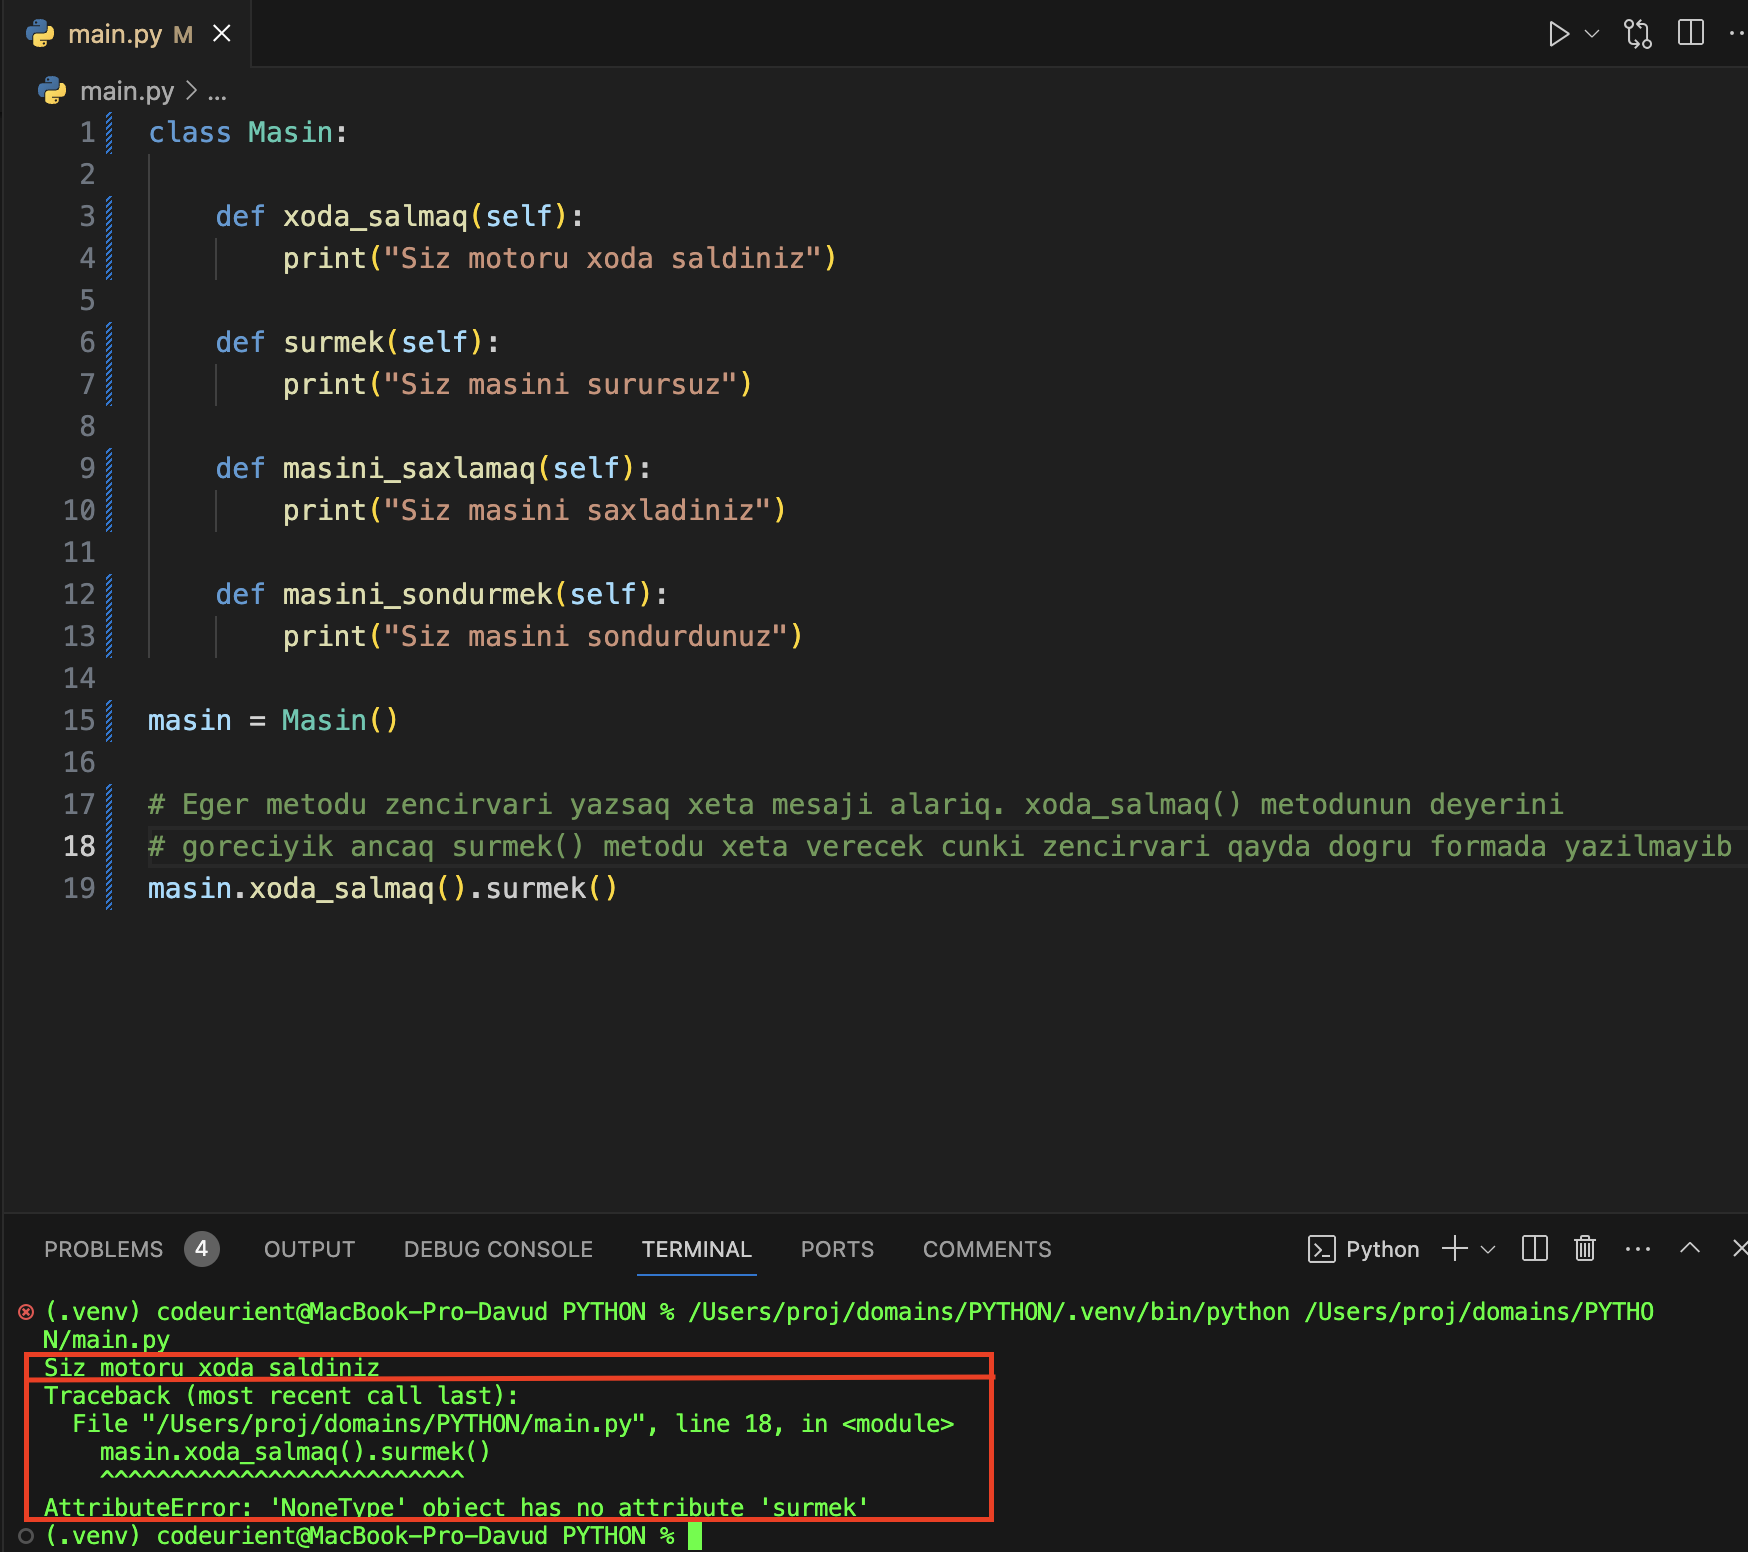 main.py M
main.py > ...
1 class Masin:
2
3 def xoda_salmaq(self):
4 print("Siz motoru xoda saldiniz")
5
6 def surmek(self):
7 print("Siz masini surursuz")
8
9 def masini_saxlamaq(self):
10 print("Siz masini saxladiniz")
11
12 def masini_sondurmek(self):
13 print("Siz masini sondurdunuz")
14
15 masin = Masin()
16
17 # Eger metodu zencirvari yazsaq xeta mesaji alariq. xoda_salmaq() metodunun deyerini
18 # goreciyik ancaq surmek() metodu xeta verecek cunki zencirvari qayda dogru formada yazilmayib
19 masin.xoda_salmaq().surmek()
PROBLEMS 4 OUTPUT DEBUG CONSOLE TERMINAL PORTS COMMENTS Python
(.venv) codeurient@MacBook-Pro-Davud PYTHON % /Users/proj/domains/PYTHON/.venv/bin/python /Users/proj/domains/PYTHO
N/main.py
Siz motoru xoda saldiniz
Traceback (most recent call last):
File "/Users/proj/domains/PYTHON/main.py", line 18, in <module>
masin.xoda_salmaq().surmek()
^^^^^^^^^^^^^^^^^^^^^^^^^^
AttributeError: 'NoneType' object has no attribute 'surmek'
(.venv) codeurient@MacBook-Pro-Davud PYTHON %